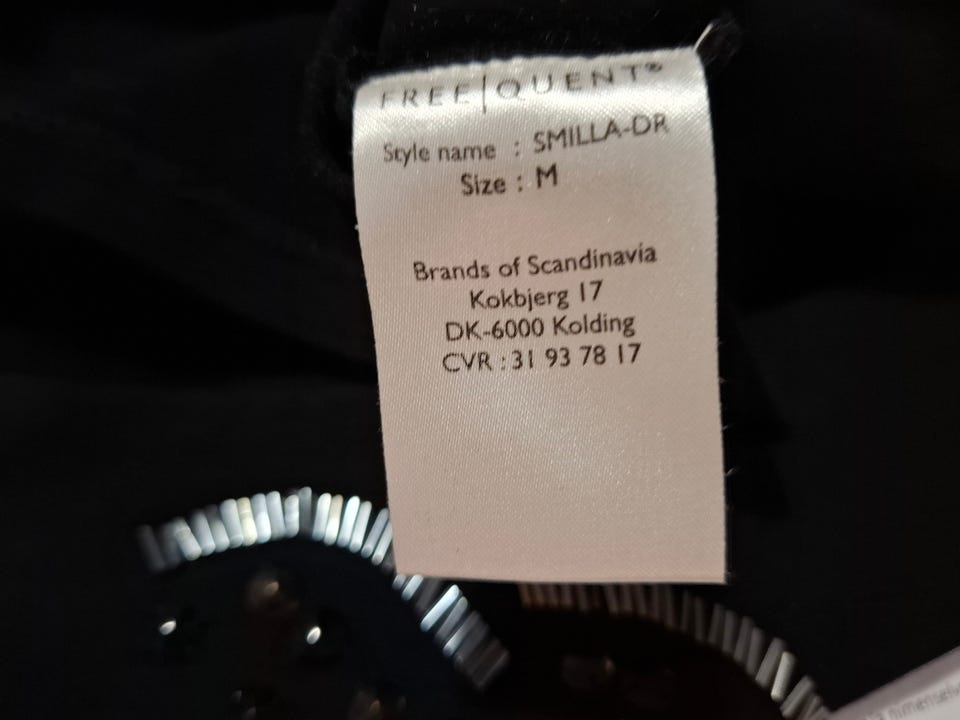 FREE|QUENT®
Style name : SMILLA-DR
Size : M
Brands of Scandinavia
Kokbjerg 17
DK-6000 Kolding
CVR : 31 93 78 17